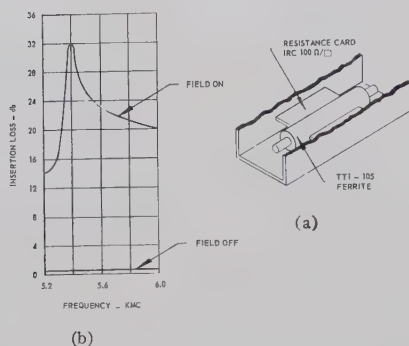 36
32
28
24
20
16
12
8
4
0
INSERTION LOSS – db
5.2
5.6
6.0
FREQUENCY – KMC
FIELD ON
FIELD OFF
(b)
RESISTANCE CARD
IRC 100 Ω/□
TTI – 105
FERRITE
(a)